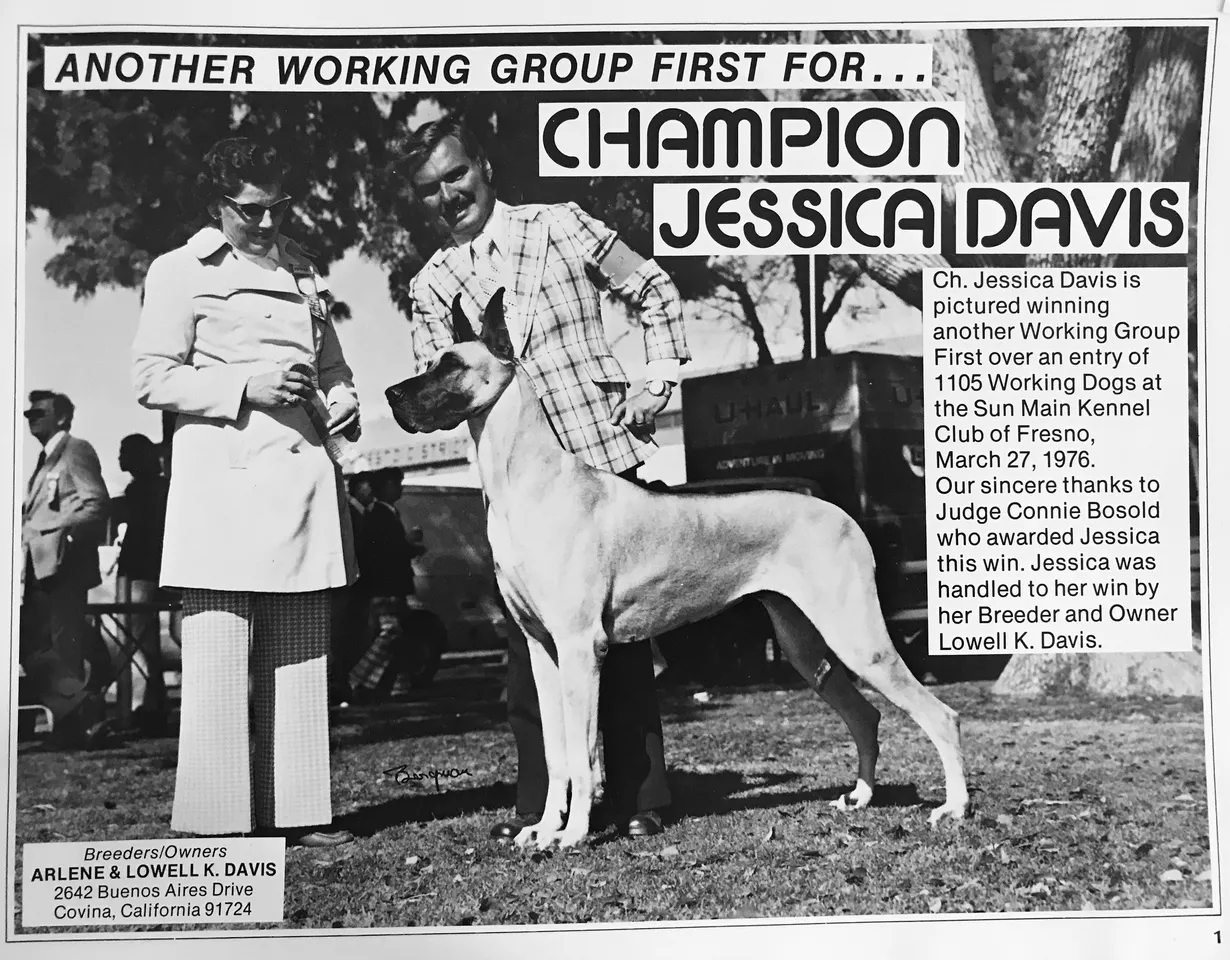 ANOTHER WORKING GROUP FIRST FOR...
CHAMPION
JESSICA DAVIS
Ch. Jessica Davis is
pictured winning
another Working Group
First over an entry of
1105 Working Dogs at
the Sun Main Kennel
Club of Fresno,
March 27, 1976.
Our sincere thanks to
Judge Connie Bosold
who awarded Jessica
this win. Jessica was
handled to her win by
her Breeder and Owner
Lowell K. Davis.
U-HAUL
ADVENTURE IN MOVING
Breeders/Owners
ARLENE & LOWELL K. DAVIS
2642 Buenos Aires Drive
Covina, California 91724
1